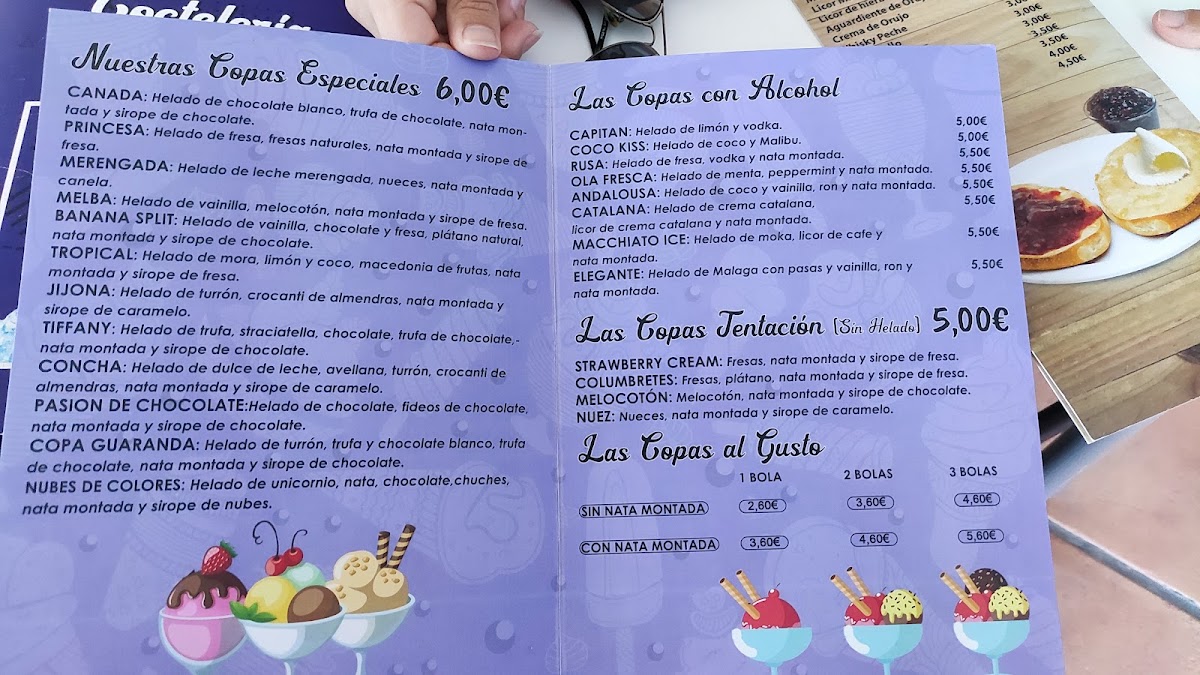 Coctelería
Nuestras Copas Especiales 6,00€
CANADA: Helado de chocolate blanco, trufa de chocolate, nata mon-
tada y sirope de chocolate.
PRINCESA: Helado de fresa, fresas naturales, nata montada y sirope de
fresa.
MERENGADA: Helado de leche merengada, nueces, nata montada y
canela.
MELBA: Helado de vainilla, melocotón, nata montada y sirope de fresa.
BANANA SPLIT: Helado de vainilla, chocolate y fresa, plátano natural,
nata montada y sirope de chocolate.
TROPICAL: Helado de mora, limón y coco, macedonia de frutas, nata
montada y sirope de fresa.
JIJONA: Helado de turrón, crocanti de almendras, nata montada y
sirope de caramelo.
TIFFANY: Helado de trufa, straciatella, chocolate, trufa de chocolate,-
nata montada y sirope de chocolate.
CONCHA: Helado de dulce de leche, avellana, turrón, crocanti de
almendras, nata montada y sirope de caramelo.
PASION DE CHOCOLATE:Helado de chocolate, fideos de chocolate,
nata montada y sirope de chocolate.
COPA GUARANDA: Helado de turrón, trufa y chocolate blanco, trufa
de chocolate, nata montada y sirope de chocolate.
NUBES DE COLORES: Helado de unicornio, nata, chocolate,chuches,
nata montada y sirope de nubes.
Las Copas con Alcohol
CAPITAN: Helado de limón y vodka. 5,00€
COCO KISS: Helado de coco y Malibu. 5,00€
RUSA: Helado de fresa, vodka y nata montada. 5,50€
OLA FRESCA: Helado de menta, peppermint y nata montada. 5,50€
ANDALOUSA: Helado de coco y vainilla, ron y nata montada. 5,50€
CATALANA: Helado de crema catalana, 5,50€
licor de crema catalana y nata montada.
MACCHIATO ICE: Helado de moka, licor de cafe y 5,50€
nata montada.
ELEGANTE: Helado de Malaga con pasas y vainilla, ron y 5,50€
nata montada.
Las Copas Tentación [Sin Helado] 5,00€
STRAWBERRY CREAM: Fresas, nata montada y sirope de fresa.
COLUMBRETES: Fresas, plátano, nata montada y sirope de fresa.
MELOCOTÓN: Melocotón, nata montada y sirope de chocolate.
NUEZ: Nueces, nata montada y sirope de caramelo.
Las Copas al Gusto
1 BOLA 2 BOLAS 3 BOLAS
SIN NATA MONTADA 2,60€ 3,60€ 4,60€
CON NATA MONTADA 3,60€ 4,60€ 5,60€
Licor
Licor de
Aguardiente de Orujo 3,00€
Crema de Orujo 3,00€
Whisky Peche 3,50€
4,00€
4,50€